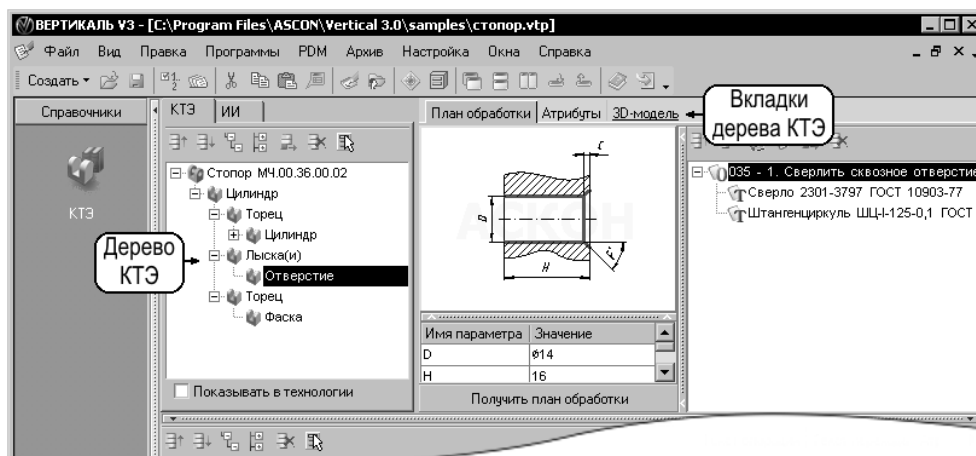 ВЕРТИКАЛЬ V3 - [C:\Program Files\ASCON\Vertical 3.0\samples\стопор.vtp]
Файл Вид Правка Программы PDM Архив Настройка Окна Справка
Создать
Справочники
КТЭ
КТЭ ИИ
Стопор МЧ.00.36.00.02
Цилиндр
Торец
Цилиндр
Лыска(и)
Отверстие
Торец
Фаска
Показывать в технологии
Дерево
КТЭ
План обработки Атрибуты 3D-модель
Вкладки
дерева КТЭ
АСКОН
C
D
F°
H
Имя параметра Значение
D ø14
H 16
Получить план обработки
035 - 1. Сверлить сквозное отверстие
Сверло 2301-3797 ГОСТ 10903-77
Штангенциркуль ШЦ-I-125-0,1 ГОСТ